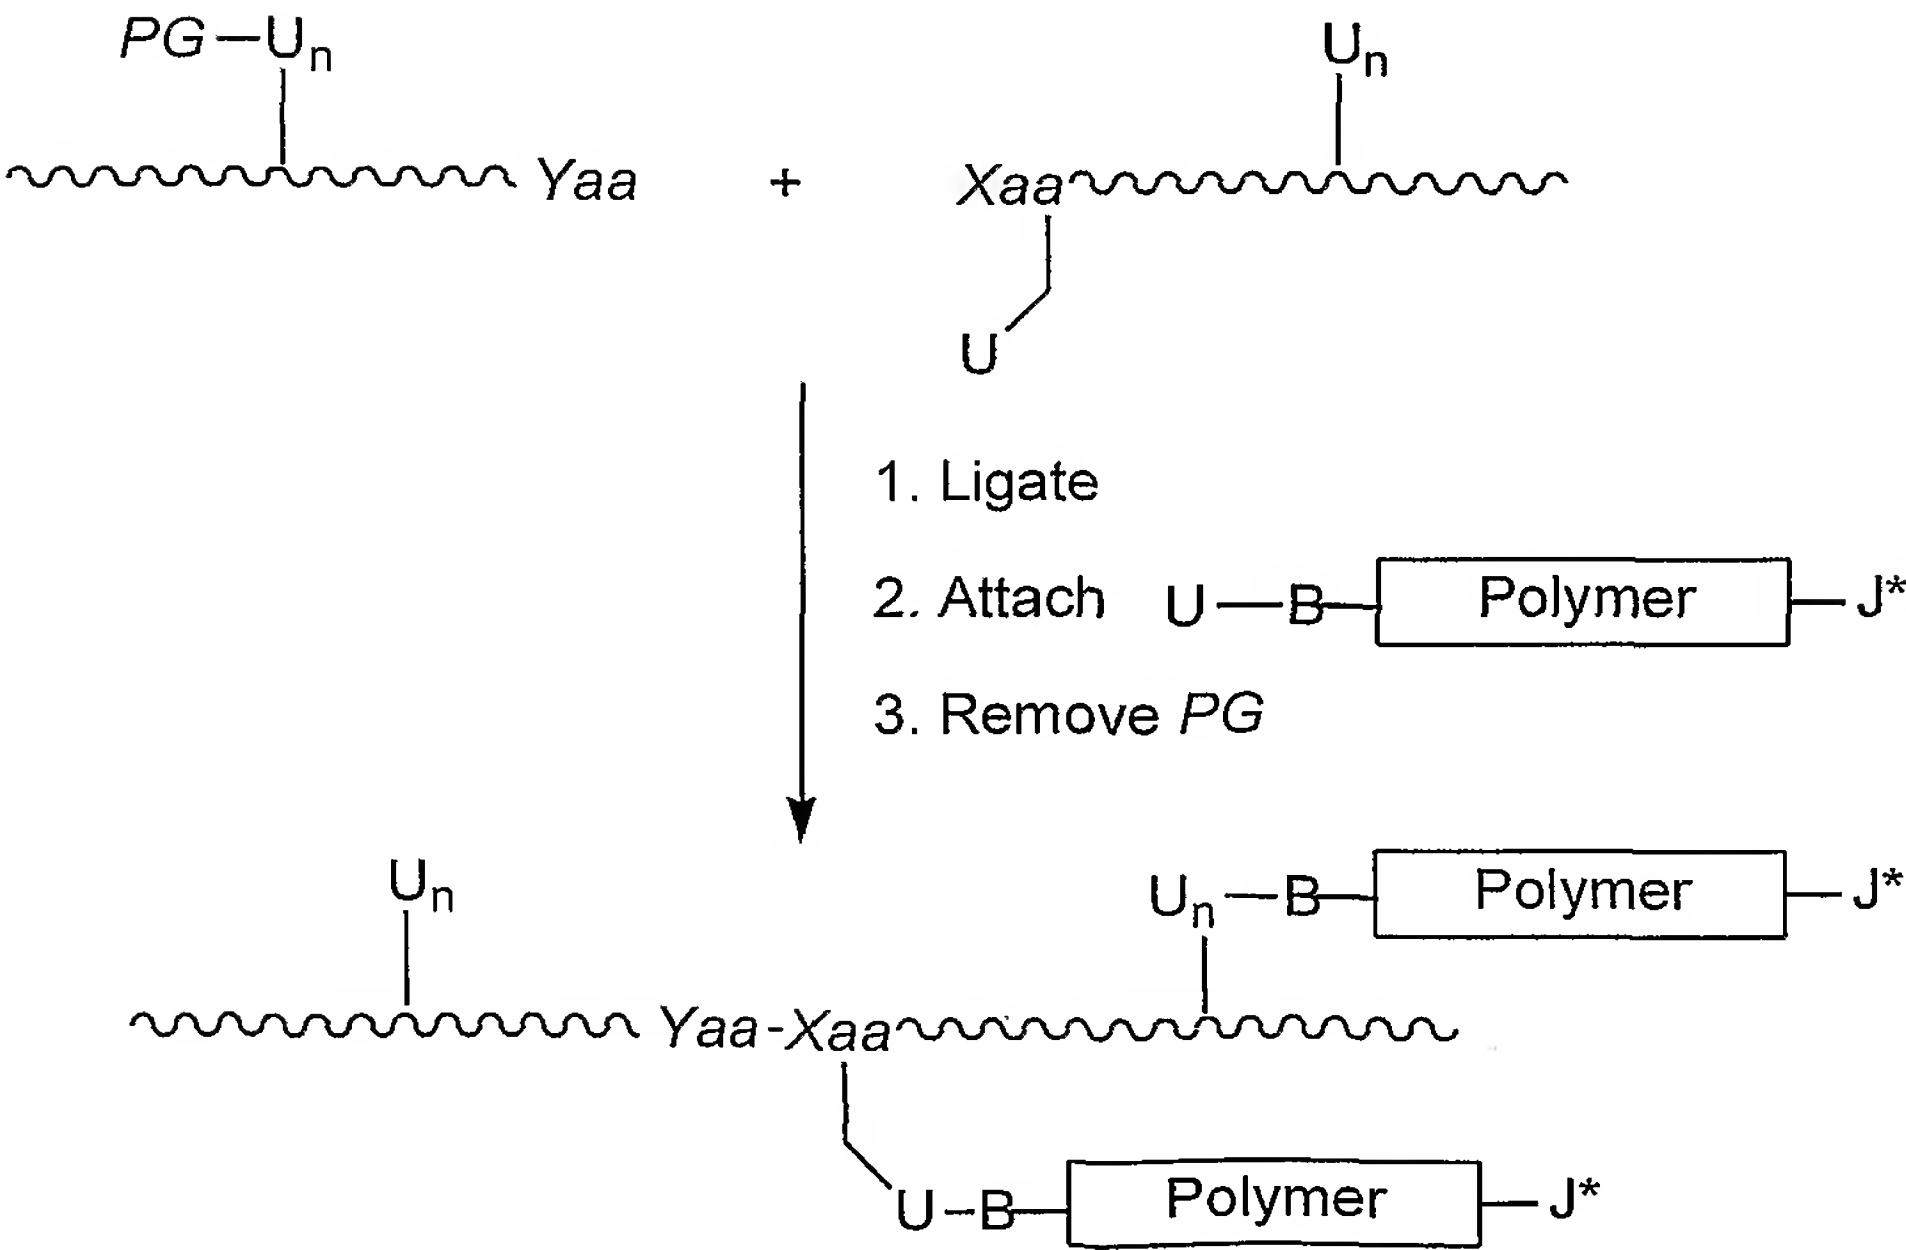 PG—Uₙ Uₙ
Yaa + Xaa
U
1. Ligate
2. Attach U—B—Polymer—J*
3. Remove PG
Uₙ Uₙ—B—Polymer—J*
Yaa-Xaa
U—B—Polymer—J*